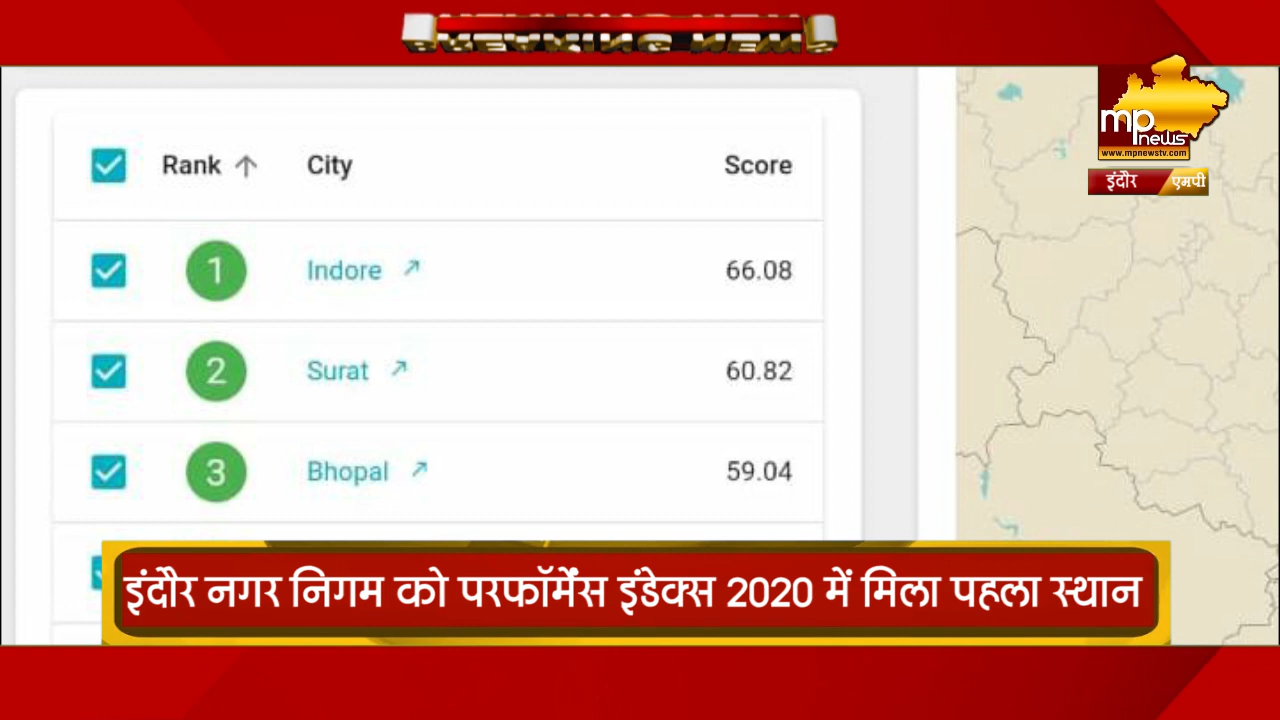 mp
news
www.mpnewstv.com
इंदौर एमपी
Rank ↑ City Score
1 Indore ↗ 66.08
2 Surat ↗ 60.82
3 Bhopal ↗ 59.04
इंदौर नगर निगम को परफॉर्मेंस इंडेक्स 2020 में मिला पहला स्थान